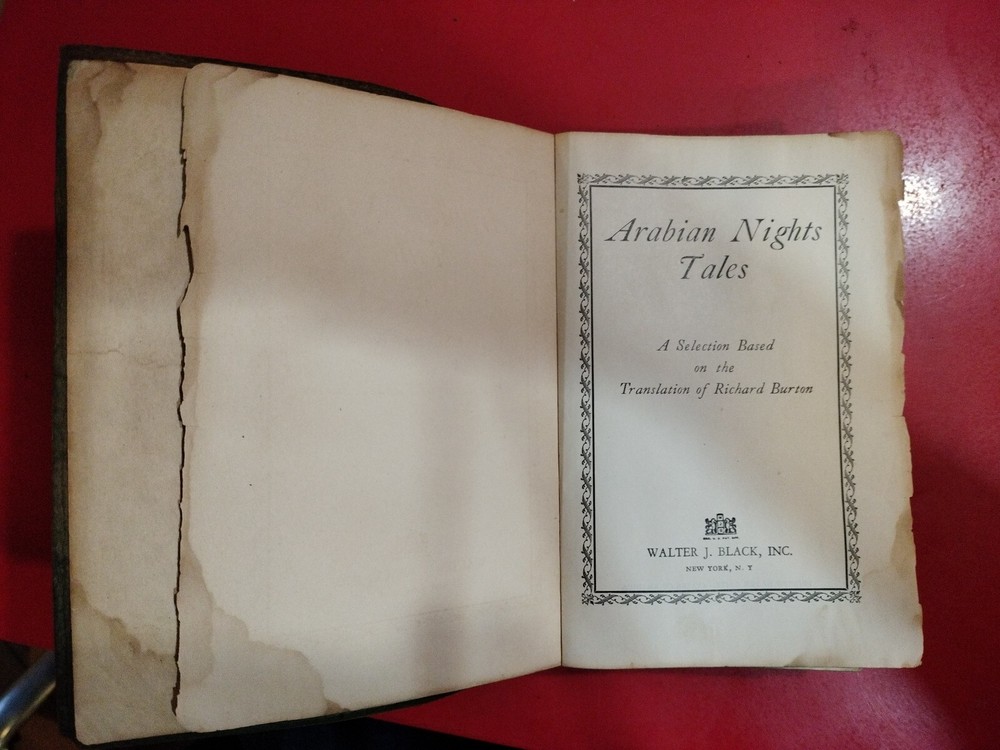 Arabian Nights
Tales
A Selection Based
on the
Translation of Richard Burton
WALTER J. BLACK, INC.
NEW YORK, N. Y